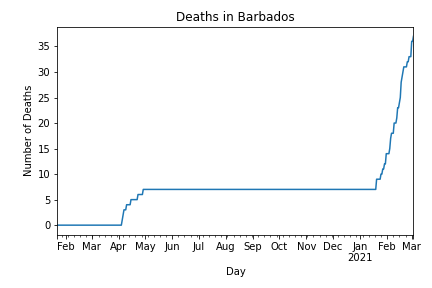 Deaths in Barbados
Number of Deaths
35
30
25
20
15
10
5
0
Feb Mar Apr May Jun Jul Aug Sep Oct Nov Dec Jan Feb Mar
2021
Day